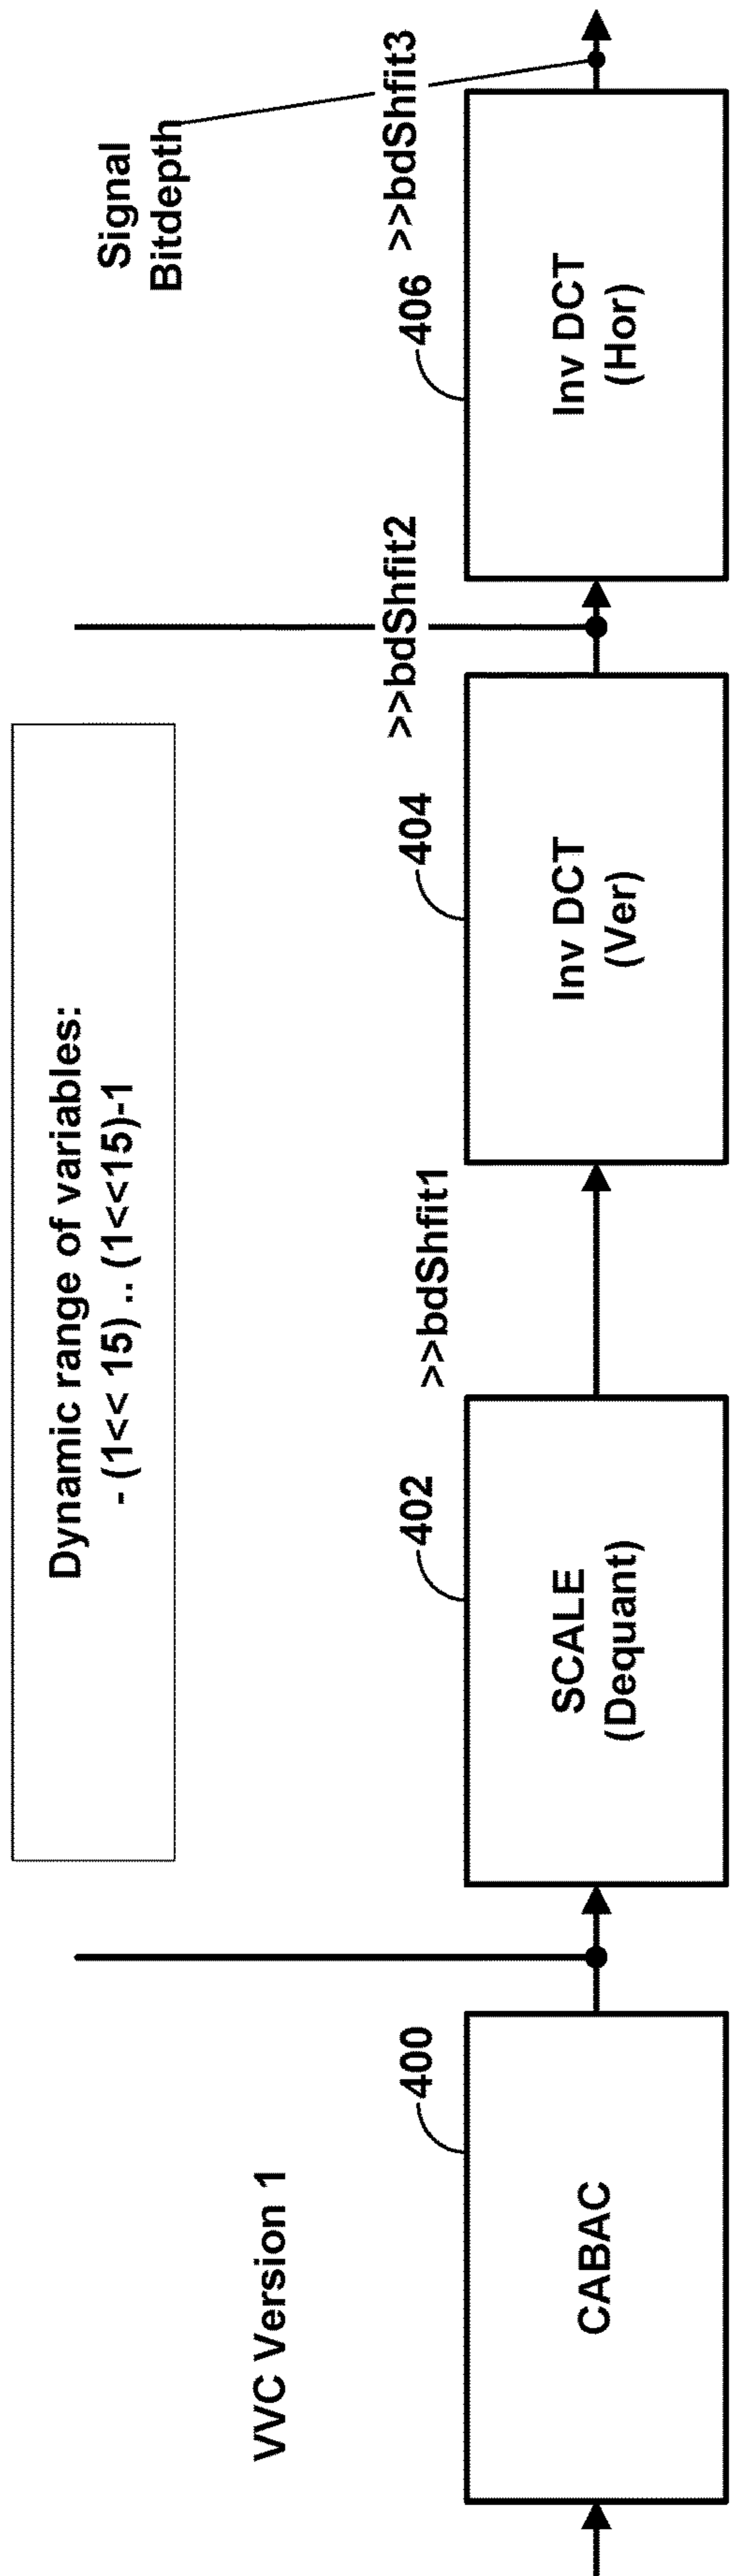 VVC Version 1
Dynamic range of variables:
- (1<< 15) .. (1<<15)-1
Signal
Bitdepth
400
CABAC
402
SCALE
(Dequant)
>>bdShfit1
404
Inv DCT
(Ver)
>>bdShfit2
406
Inv DCT
(Hor)
>>bdShfit3